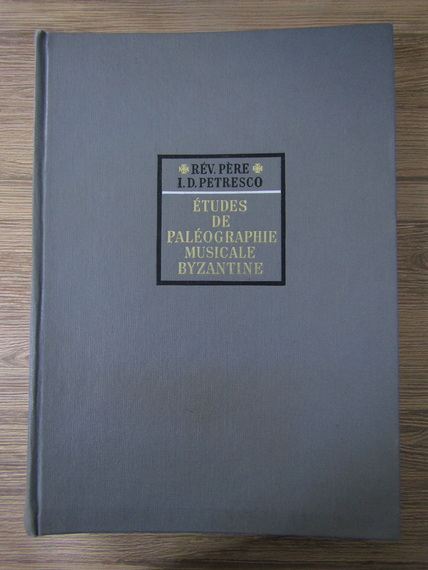 RÉV. PÈRE
I. D. PETRESCO
ÉTUDES
DE
PALÉOGRAPHIE
MUSICALE
BYZANTINE